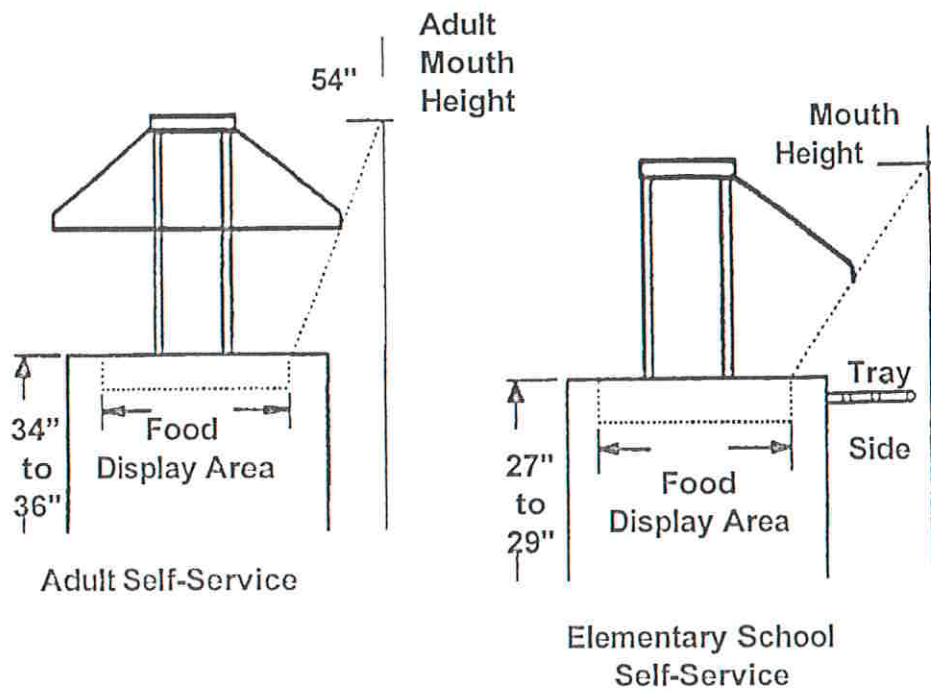 Adult
Mouth
Height
54"
34"
to
36"
Food
Display Area
Adult Self-Service
Mouth
Height
Tray
Side
27"
to
29"
Food
Display Area
Elementary School
Self-Service